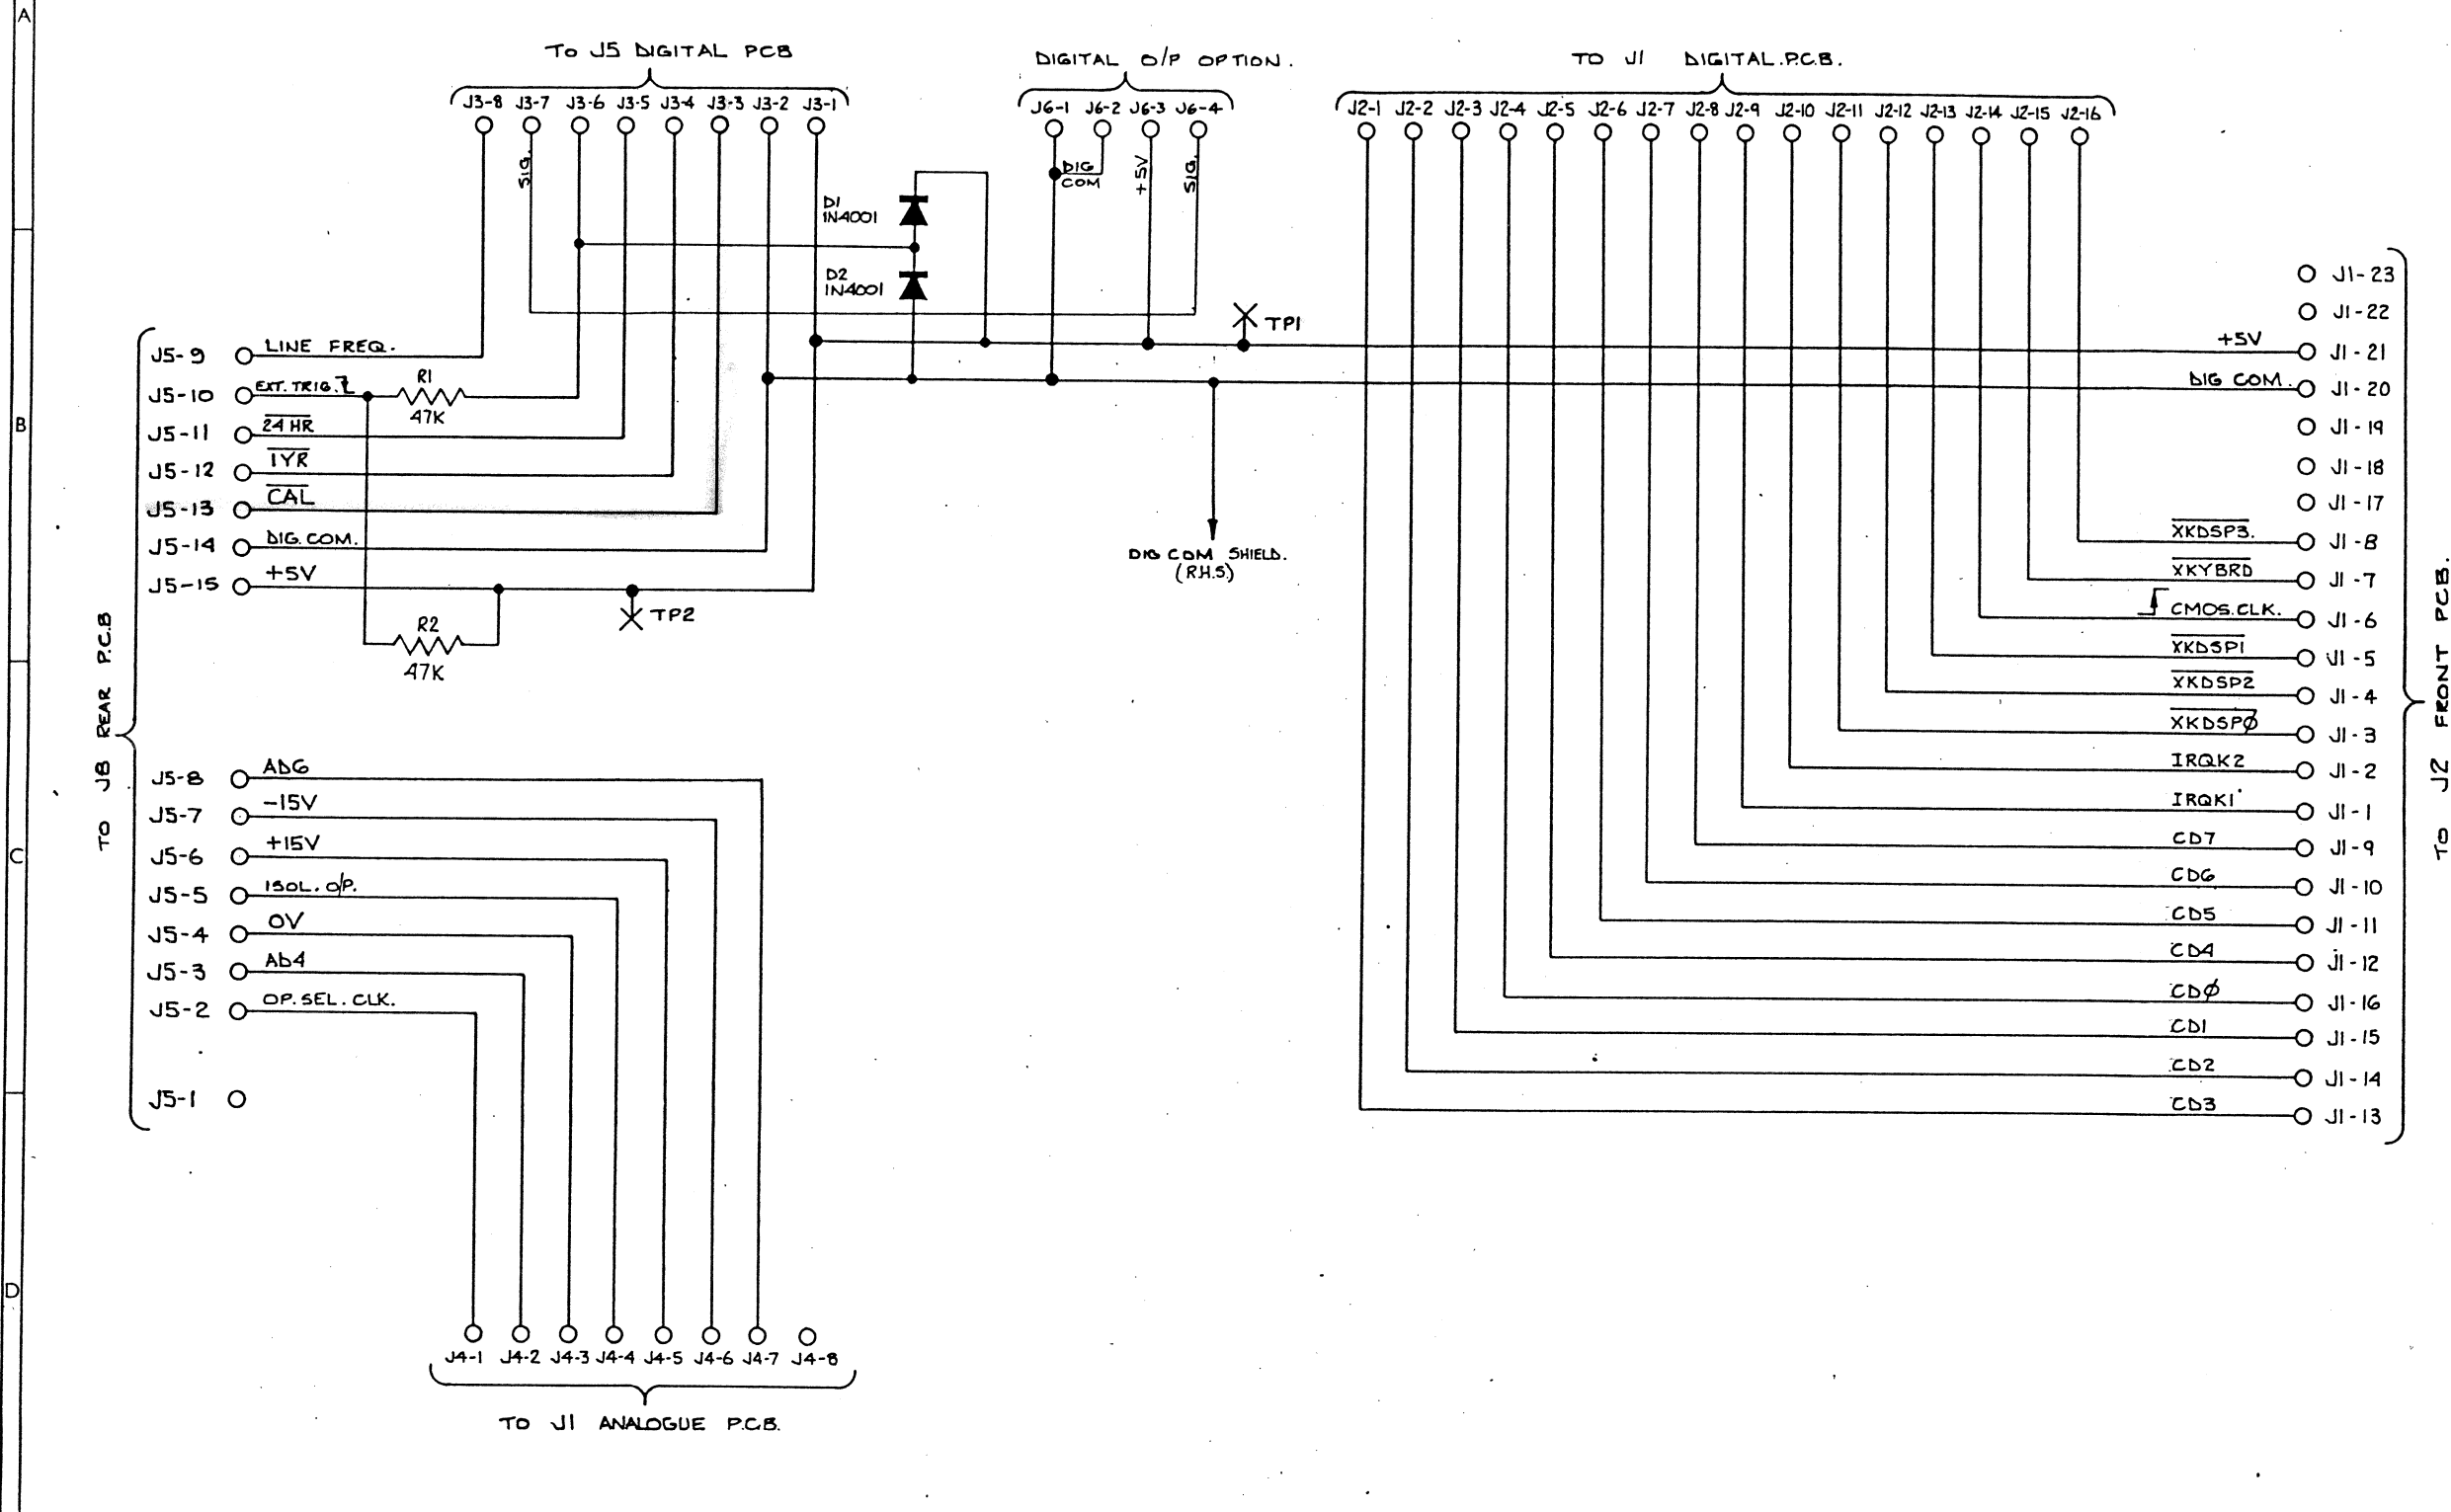 A
B
C
D
TO J5 DIGITAL PCB
J3-8 J3-7 J3-6 J3-5 J3-4 J3-3 J3-2 J3-1
SIG.
DIGITAL O/P OPTION.
J6-1 J6-2 J6-3 J6-4
DIG
COM
+5V
SIG.
TO J1 DIGITAL.P.C.B.
J2-1 J2-2 J2-3 J2-4 J2-5 J2-6 J2-7 J2-8 J2-9 J2-10 J2-11 J2-12 J2-13 J2-14 J2-15 J2-16
D1
1N4001
D2
1N4001
TP1
DIG COM SHIELD.
(R.H.S)
TO J8 REAR P.C.B
J5-9 LINE FREQ.
J5-10 EXT. TRIG.
R1
47K
J5-11 24 HR
J5-12 1YR
J5-13 CAL
J5-14 DIG. COM.
J5-15 +5V
TP2
R2
47K
J5-8 AD6
J5-7 -15V
J5-6 +15V
J5-5 ISOL. O/P.
J5-4 0V
J5-3 AD4
J5-2 OP. SEL. CLK.
J5-1
J4-1 J4-2 J4-3 J4-4 J4-5 J4-6 J4-7 J4-8
TO J1 ANALOGUE P.C.B.
J1-23
J1-22
+5V J1-21
DIG COM. J1-20
J1-19
J1-18
J1-17
XKDSP3. J1-8
XKYBRD J1-7
CMOS.CLK. J1-6
XKDSP1 J1-5
XKDSP2 J1-4
XKDSPØ J1-3
IRQK2 J1-2
IRQK1 J1-1
CD7 J1-9
CD6 J1-10
CD5 J1-11
CD4 J1-12
CDØ J1-16
CD1 J1-15
CD2 J1-14
CD3 J1-13
TO J2 FRONT PCB.